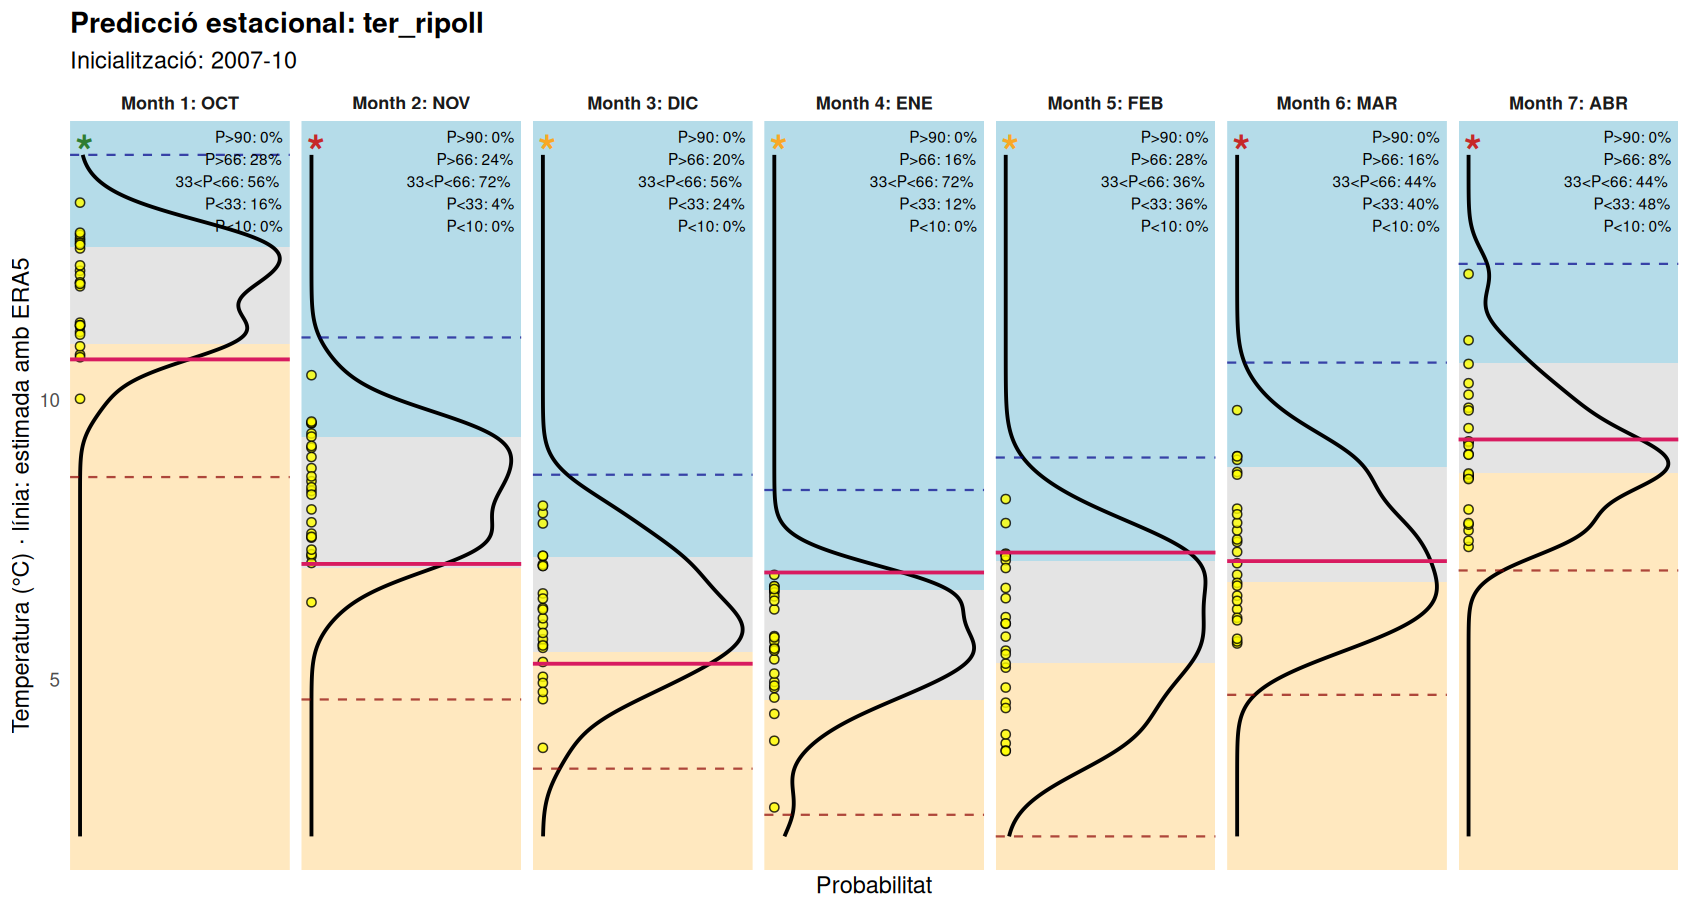 Predicció estacional: ter_ripoll
Inicialització: 2007-10
Month 1: OCT
Month 2: NOV
Month 3: DIC
Month 4: ENE
Month 5: FEB
Month 6: MAR
Month 7: ABR
P>90: 0%
P>66: 28%
33<P<66: 56%
P<33: 16%
P<10: 0%
P>90: 0%
P>66: 24%
33<P<66: 72%
P<33: 4%
P<10: 0%
P>90: 0%
P>66: 20%
33<P<66: 56%
P<33: 24%
P<10: 0%
P>90: 0%
P>66: 16%
33<P<66: 72%
P<33: 12%
P<10: 0%
P>90: 0%
P>66: 28%
33<P<66: 36%
P<33: 36%
P<10: 0%
P>90: 0%
P>66: 16%
33<P<66: 44%
P<33: 40%
P<10: 0%
P>90: 0%
P>66: 8%
33<P<66: 44%
P<33: 48%
P<10: 0%
10
5
Temperatura (°C) · línia: estimada amb ERA5
Probabilitat